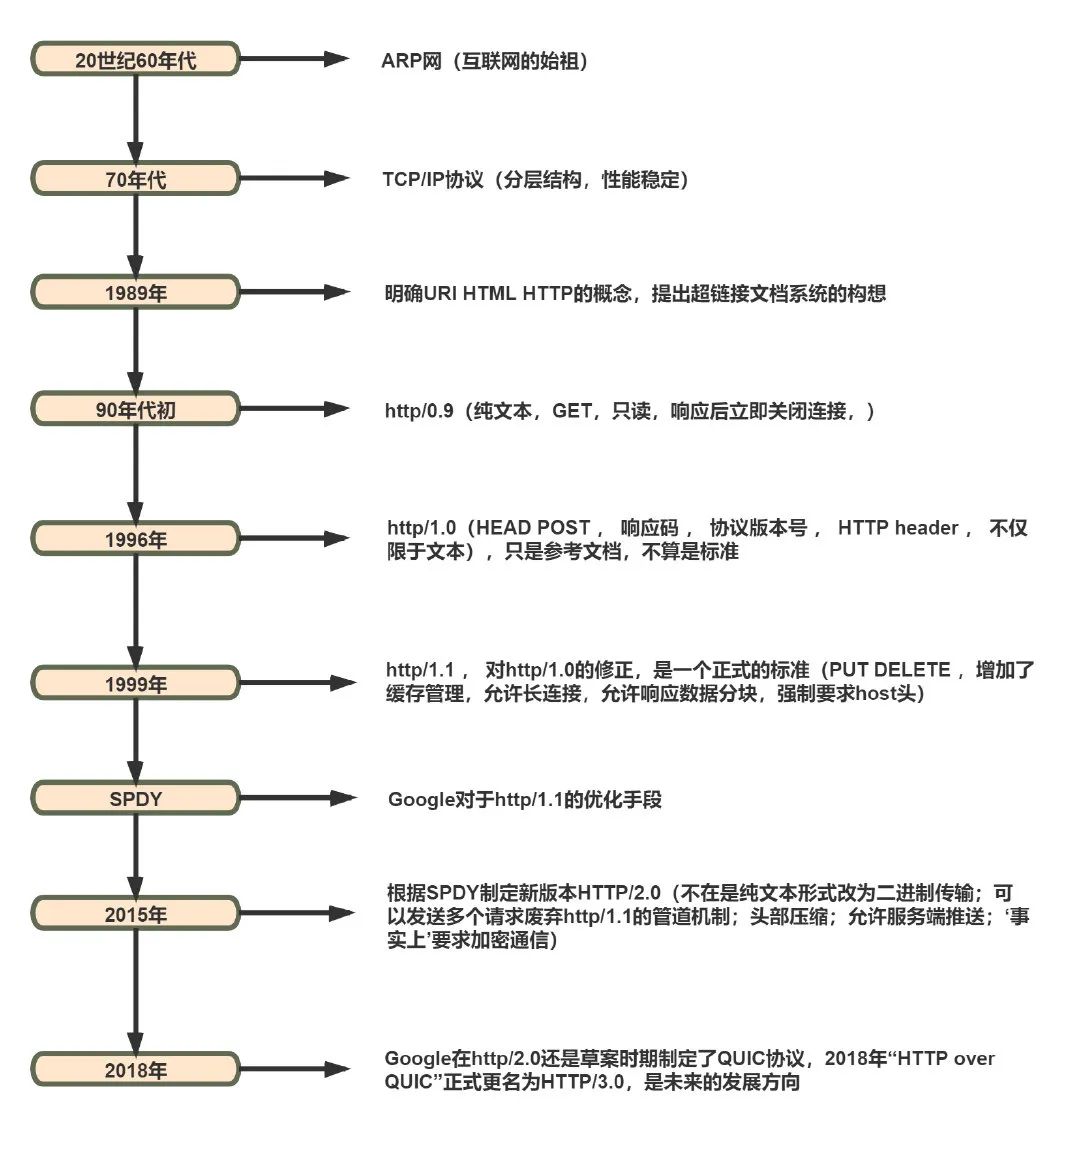 20世纪60年代
ARP网（互联网的始祖）
70年代
TCP/IP协议（分层结构，性能稳定）
1989年
明确URI HTML HTTP的概念，提出超链接文档系统的构想
90年代初
http/0.9（纯文本，GET，只读，响应后立即关闭连接，）
1996年
http/1.0（HEAD POST ， 响应码 ， 协议版本号 ， HTTP header ， 不仅
限于文本），只是参考文档，不算是标准
1999年
http/1.1 ， 对http/1.0的修正，是一个正式的标准（PUT DELETE ，增加了
缓存管理，允许长连接，允许响应数据分块，强制要求host头）
SPDY
Google对于http/1.1的优化手段
2015年
根据SPDY制定新版本HTTP/2.0（不在是纯文本形式改为二进制传输；可
以发送多个请求废弃http/1.1的管道机制；头部压缩；允许服务端推送；‘事
实上’要求加密通信）
2018年
Google在http/2.0还是草案时期制定了QUIC协议，2018年“HTTP over
QUIC”正式更名为HTTP/3.0，是未来的发展方向